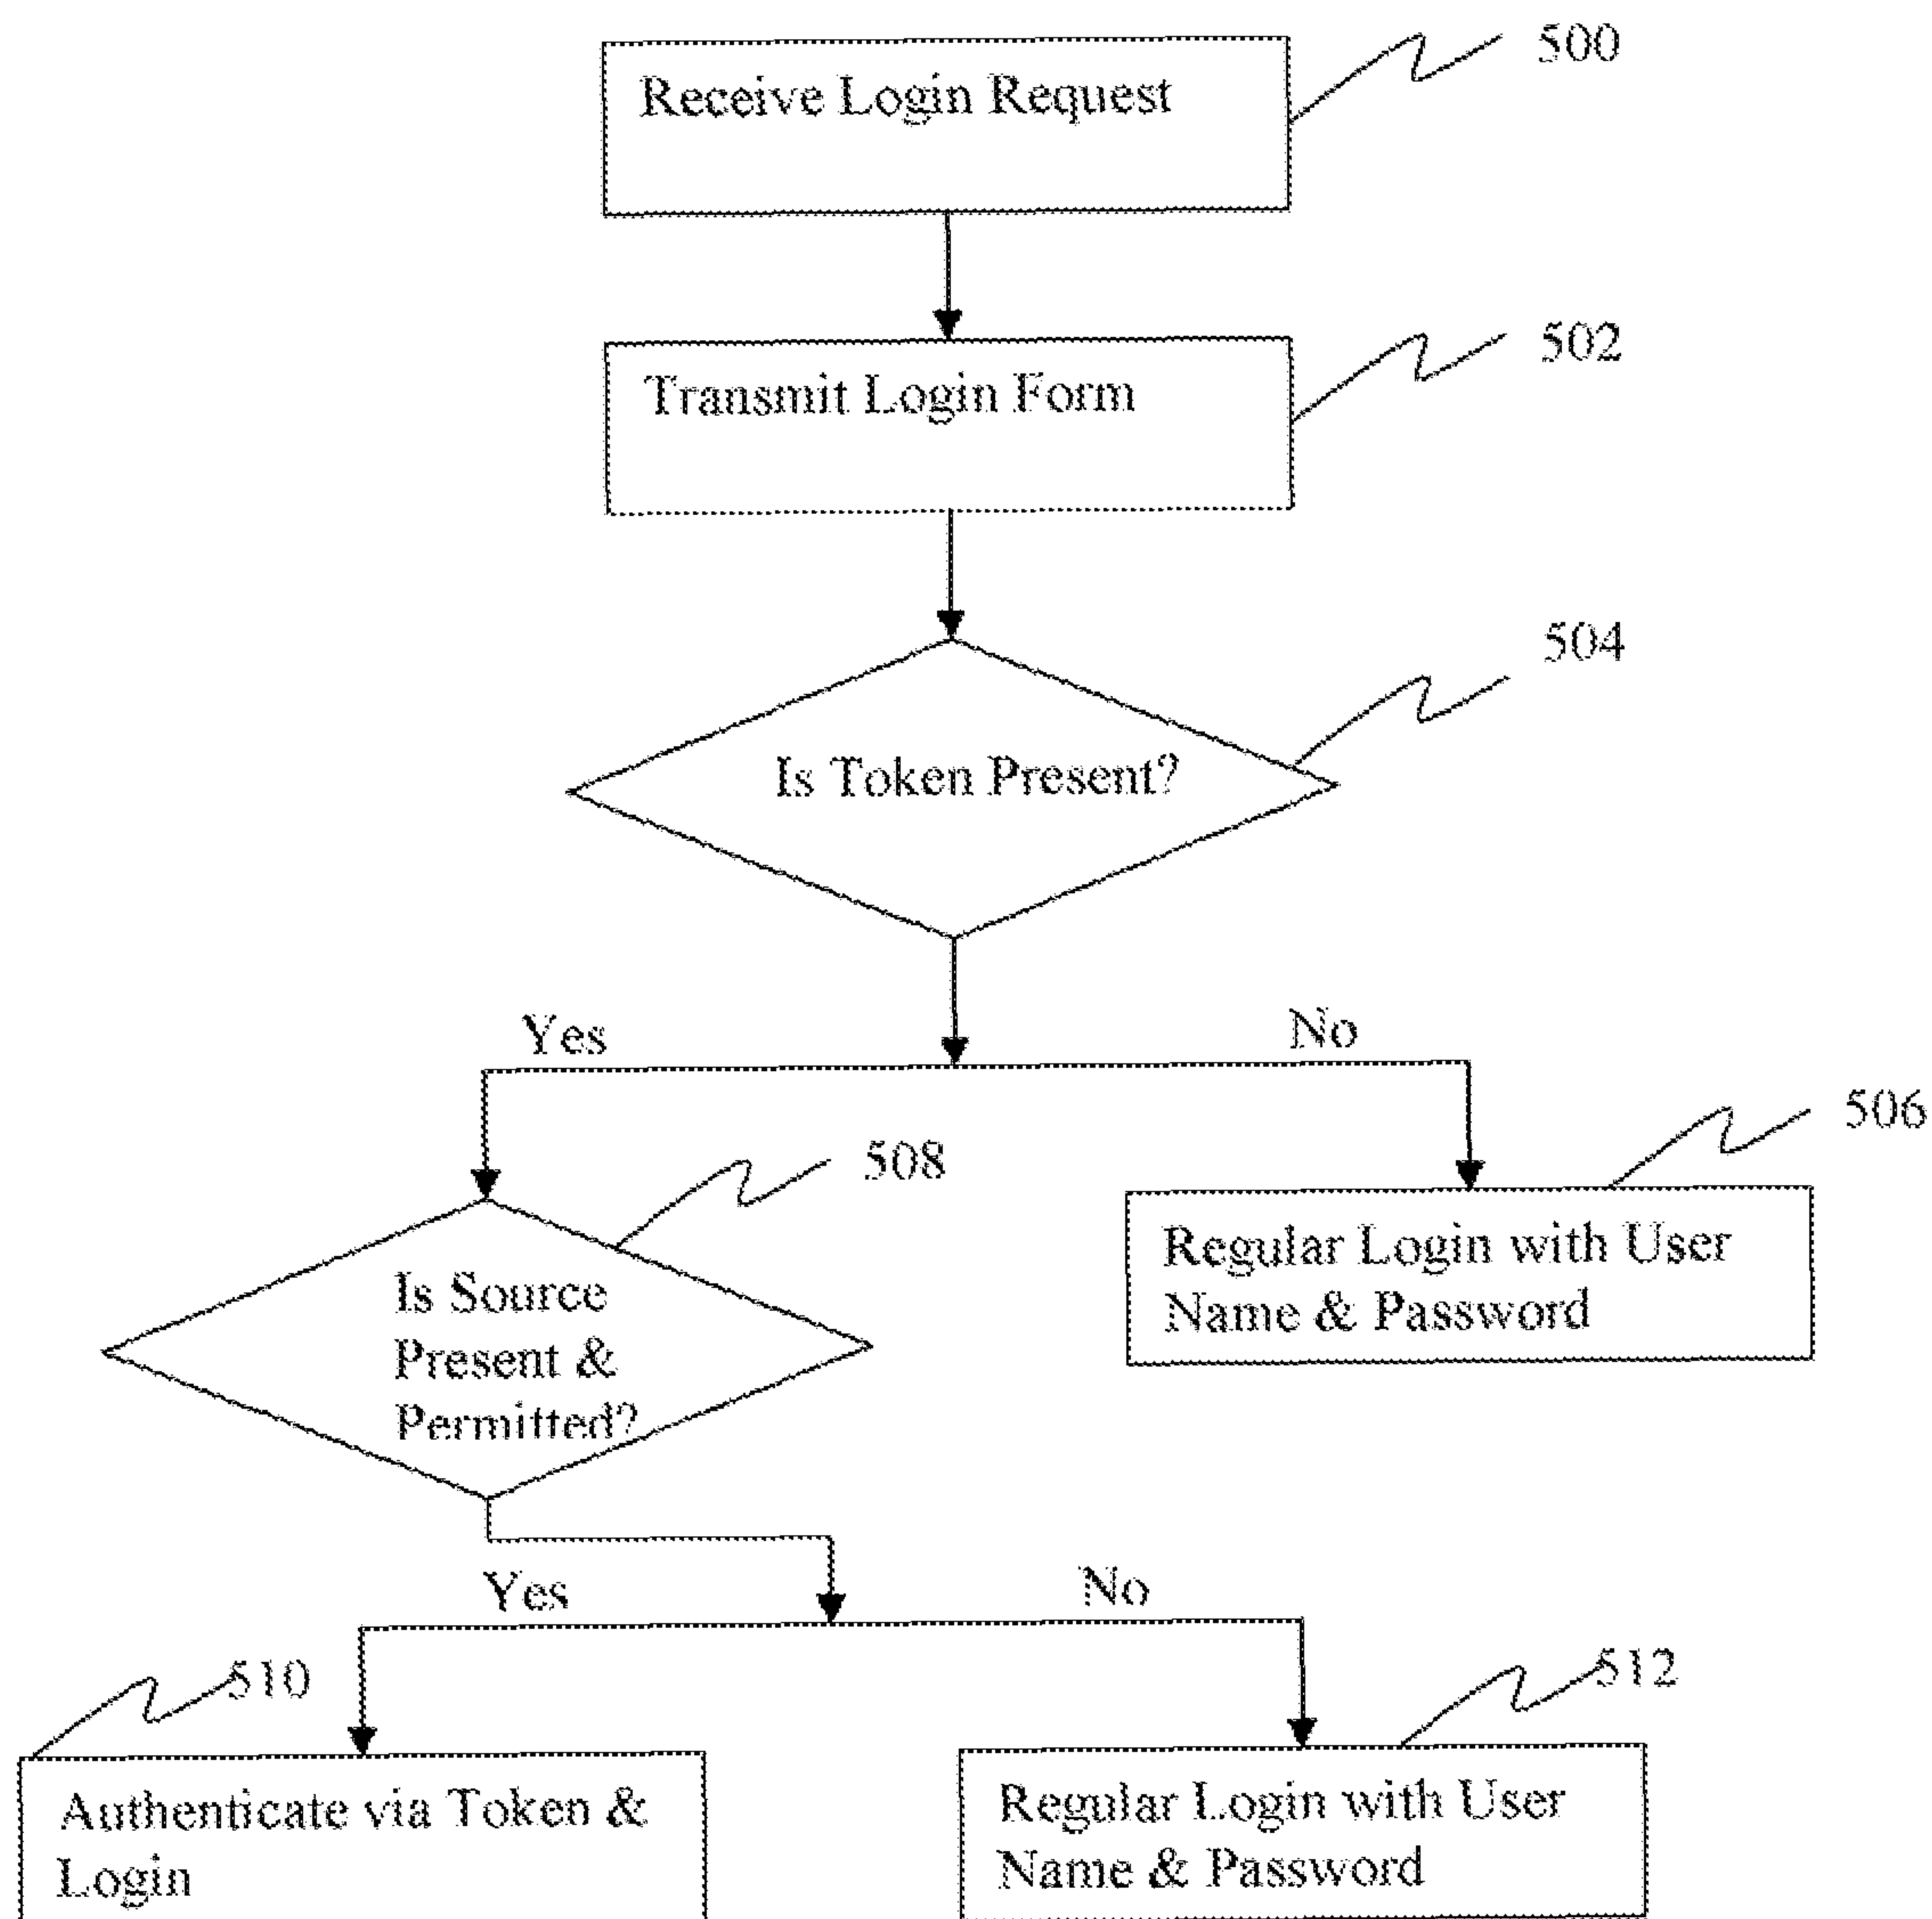 500
Receive Login Request
502
Transmit Login Form
504
Is Token Present?
Yes
No
506
508
Regular Login with User
Name & Password
Is Source
Present &
Permitted?
Yes
No
510
512
Authenticate via Token &
Login
Regular Login with User
Name & Password